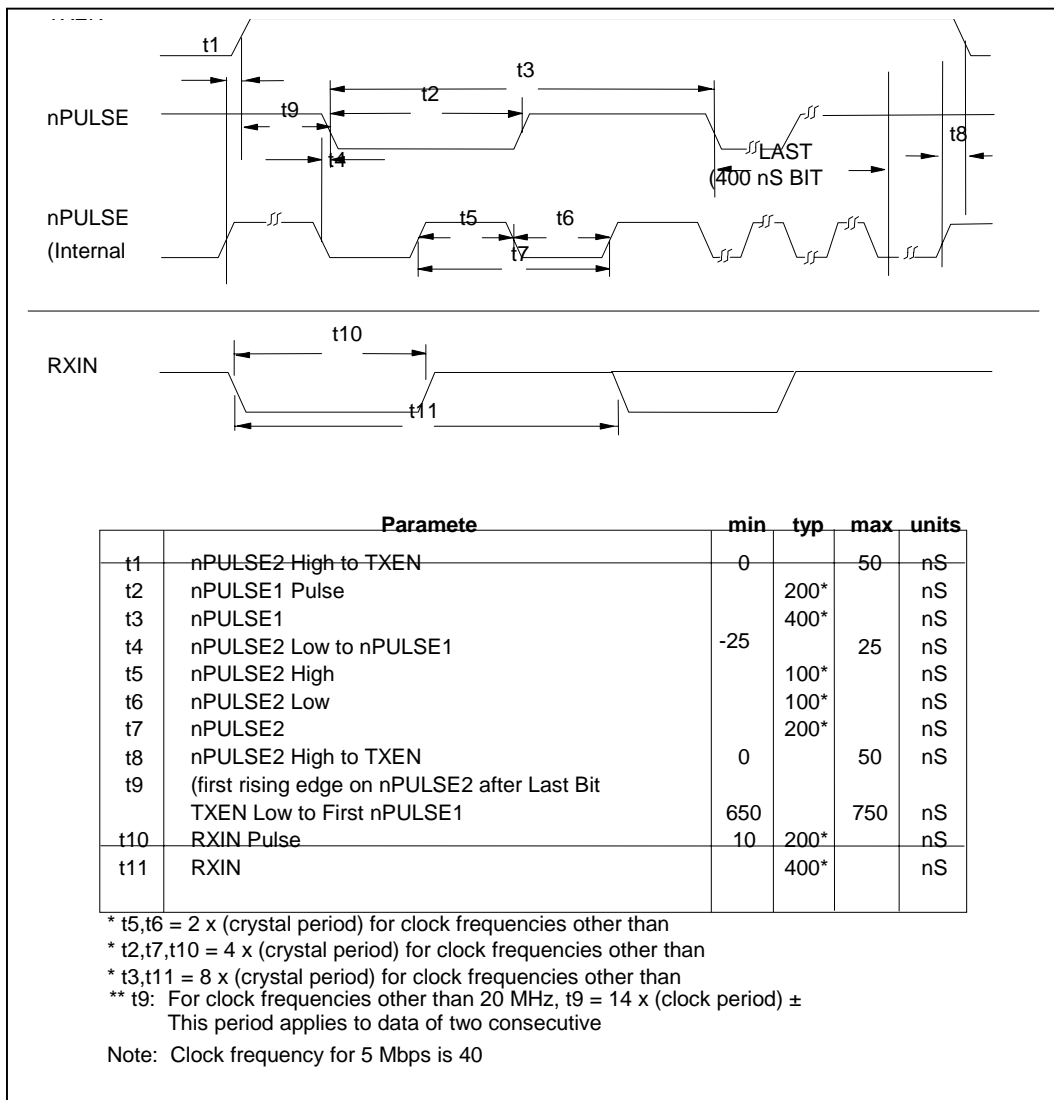 t1
t3
t2
nPULSE
t9
t8
t4
LAST
(400 nS BIT
nPULSE
(Internal
t5
t6
t7
t10
RXIN
t11
Paramete min typ max units
t1 nPULSE2 High to TXEN 0 50 nS
t2 nPULSE1 Pulse 200* nS
t3 nPULSE1 400* nS
t4 nPULSE2 Low to nPULSE1 -25 25 nS
t5 nPULSE2 High 100* nS
t6 nPULSE2 Low 100* nS
t7 nPULSE2 200* nS
t8 nPULSE2 High to TXEN 0 50 nS
t9 (first rising edge on nPULSE2 after Last Bit
TXEN Low to First nPULSE1 650 750 nS
t10 RXIN Pulse 10 200* nS
t11 RXIN 400* nS
* t5,t6 = 2 x (crystal period) for clock frequencies other than
* t2,t7,t10 = 4 x (crystal period) for clock frequencies other than
* t3,t11 = 8 x (crystal period) for clock frequencies other than
** t9: For clock frequencies other than 20 MHz, t9 = 14 x (clock period) ±
This period applies to data of two consecutive
Note: Clock frequency for 5 Mbps is 40